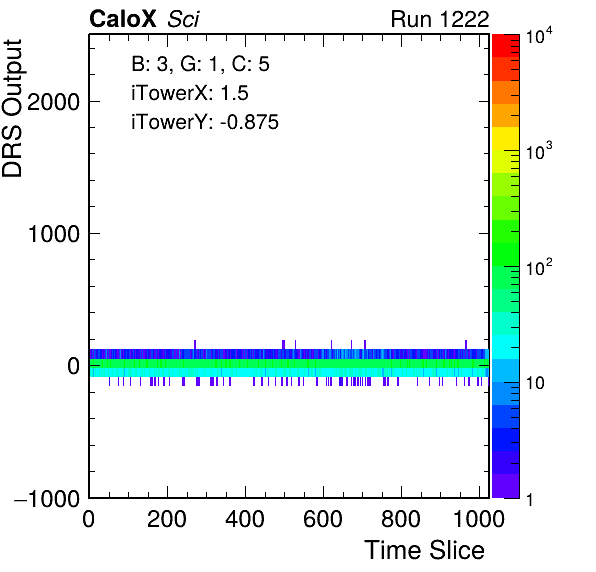 CaloX Sci Run 1222
B: 3, G: 1, C: 5
iTowerX: 1.5
iTowerY: -0.875
DRS Output
2000
1000
0
−1000
0 200 400 600 800 1000
Time Slice
10^4
10^3
10^2
10
1